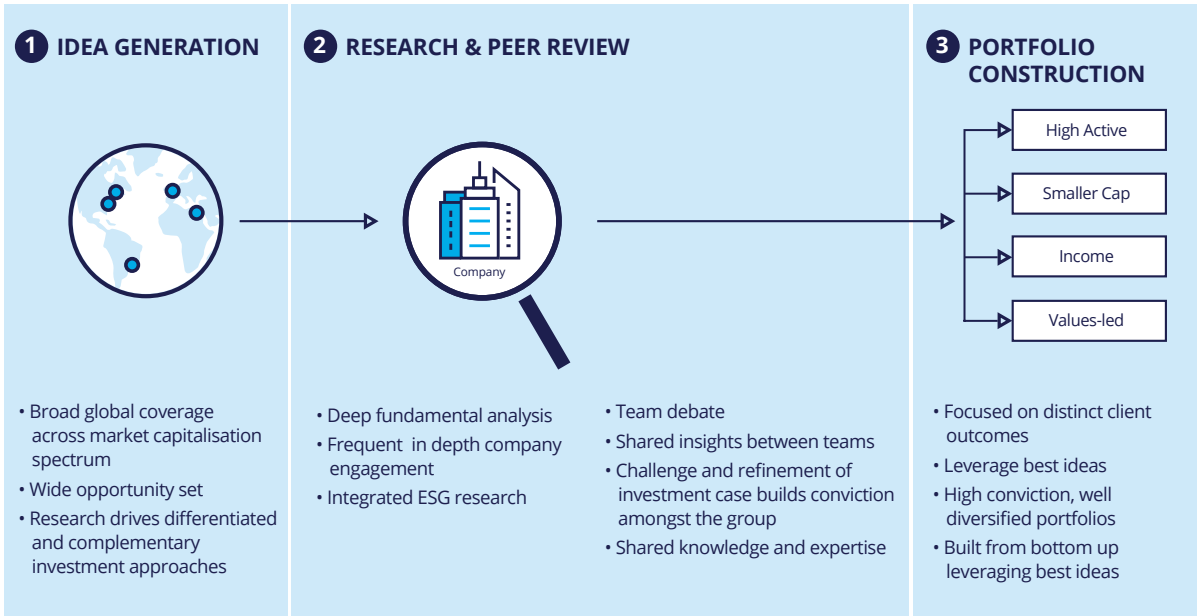 1 IDEA GENERATION
• Broad global coverage
across market capitalisation
spectrum
• Wide opportunity set
• Research drives differentiated
and complementary
investment approaches
2 RESEARCH & PEER REVIEW
Company
• Deep fundamental analysis
• Frequent in depth company
engagement
• Integrated ESG research
• Team debate
• Shared insights between teams
• Challenge and refinement of
investment case builds conviction
amongst the group
• Shared knowledge and expertise
3 PORTFOLIO
CONSTRUCTION
High Active
Smaller Cap
Income
Values-led
• Focused on distinct client
outcomes
• Leverage best ideas
• High conviction, well
diversified portfolios
• Built from bottom up
leveraging best ideas